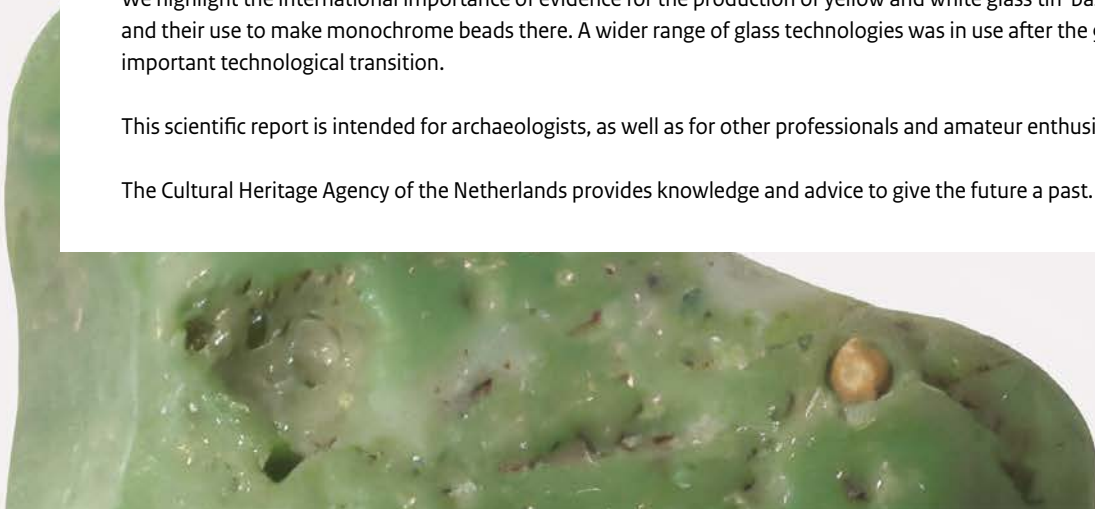 We highlight the international importance of evidence for the production of yellow and white glass tin-
and their use to make monochrome beads there. A wider range of glass technologies was in use after the
important technological transition.
This scientific report is intended for archaeologists, as well as for other professionals and amateur
The Cultural Heritage Agency of the Netherlands provides knowledge and advice to give the future a past.